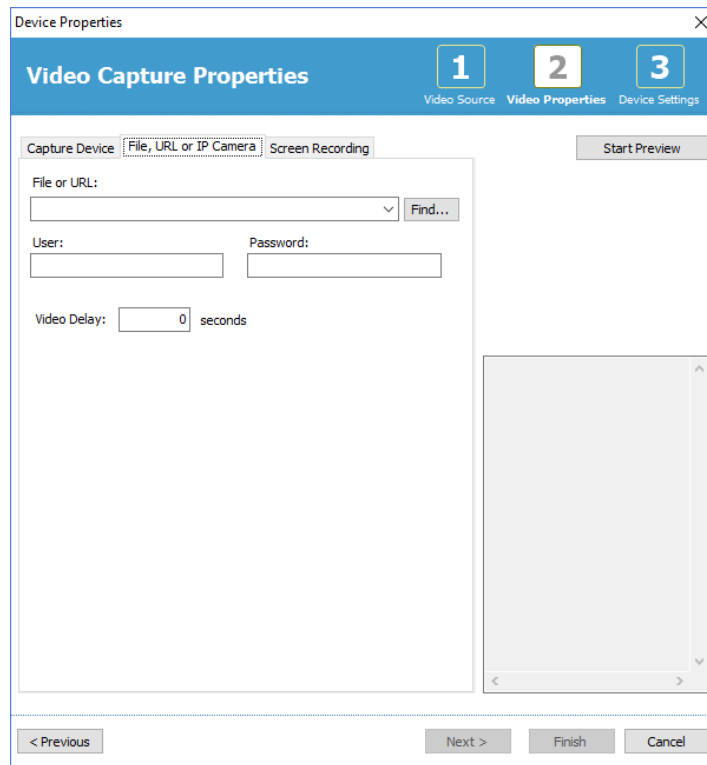 Device Properties
Video Capture Properties
1 2 3
Video Source Video Properties Device Settings
Capture Device File, URL or IP Camera Screen Recording
Start Preview
File or URL:
Find...
User: Password:
Video Delay: 0 seconds
< Previous Next > Finish Cancel